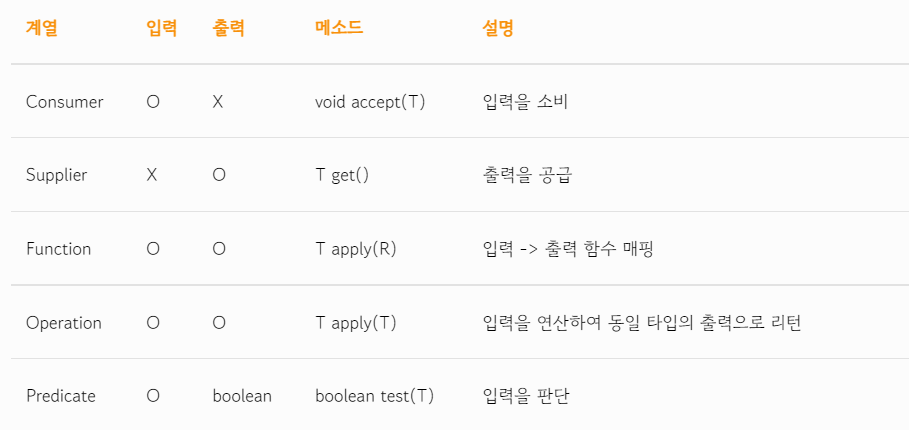 계열 입력 출력 메소드 설명
Consumer O X void accept(T) 입력을 소비
Supplier X O T get() 출력을 공급
Function O O T apply(R) 입력 -> 출력 함수 매핑
Operation O O T apply(T) 입력을 연산하여 동일 타입의 출력으로 리턴
Predicate O boolean boolean test(T) 입력을 판단